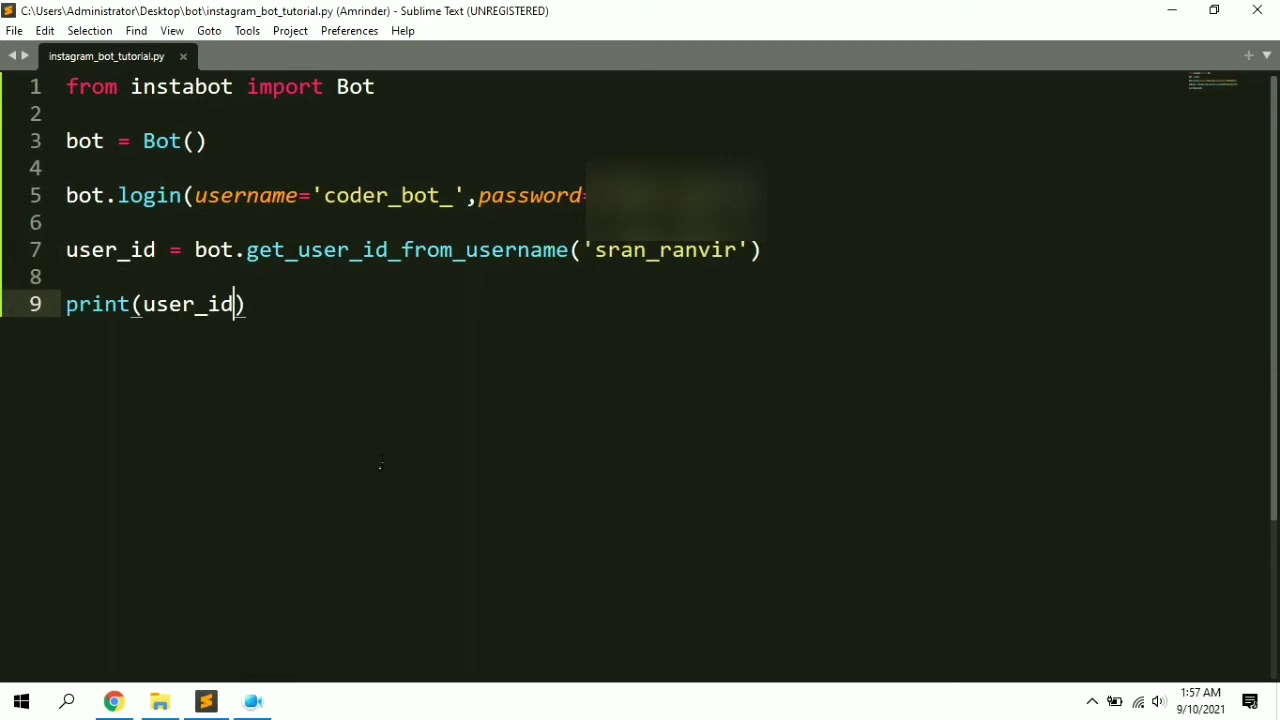 C:\Users\Administrator\Desktop\bot\instagram_bot_tutorial.py (Amrinder) - Sublime Text (UNREGISTERED)
File Edit Selection Find View Goto Tools Project Preferences Help
instagram_bot_tutorial.py
1 from instabot import Bot
2
3 bot = Bot()
4
5 bot.login(username='coder_bot_',password=
6
7 user_id = bot.get_user_id_from_username('sran_ranvir')
8
9 print(user_id)
1:57 AM
9/10/2021